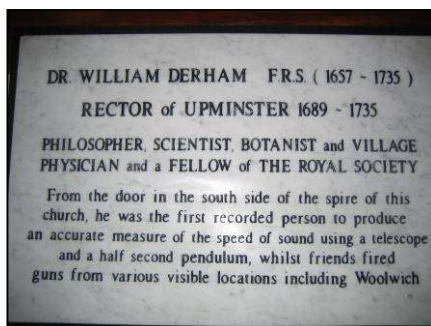 DR. WILLIAM DERHAM F.R.S. ( 1657 - 1735 )
RECTOR of UPMINSTER 1689 - 1735
PHILOSOPHER, SCIENTIST, BOTANIST and VILLAGE
PHYSICIAN and a FELLOW of THE ROYAL SOCIETY
From the door in the south side of the spire of this
church, he was the first recorded person to produce
an accurate measure of the speed of sound using a telescope
and a half second pendulum, whilst friends fired
guns from various visible locations including Woolwich